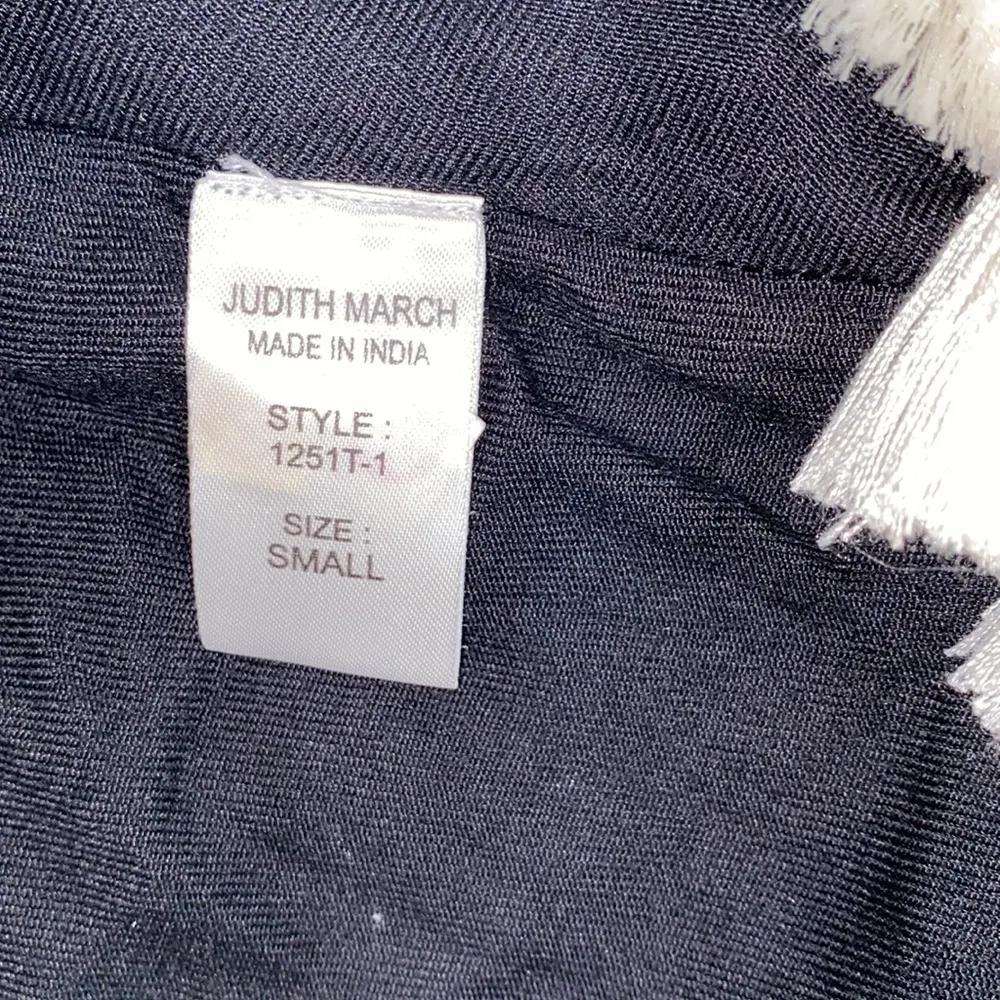 JUDITH MARCH
MADE IN INDIA
STYLE :
1251T-1
SIZE :
SMALL